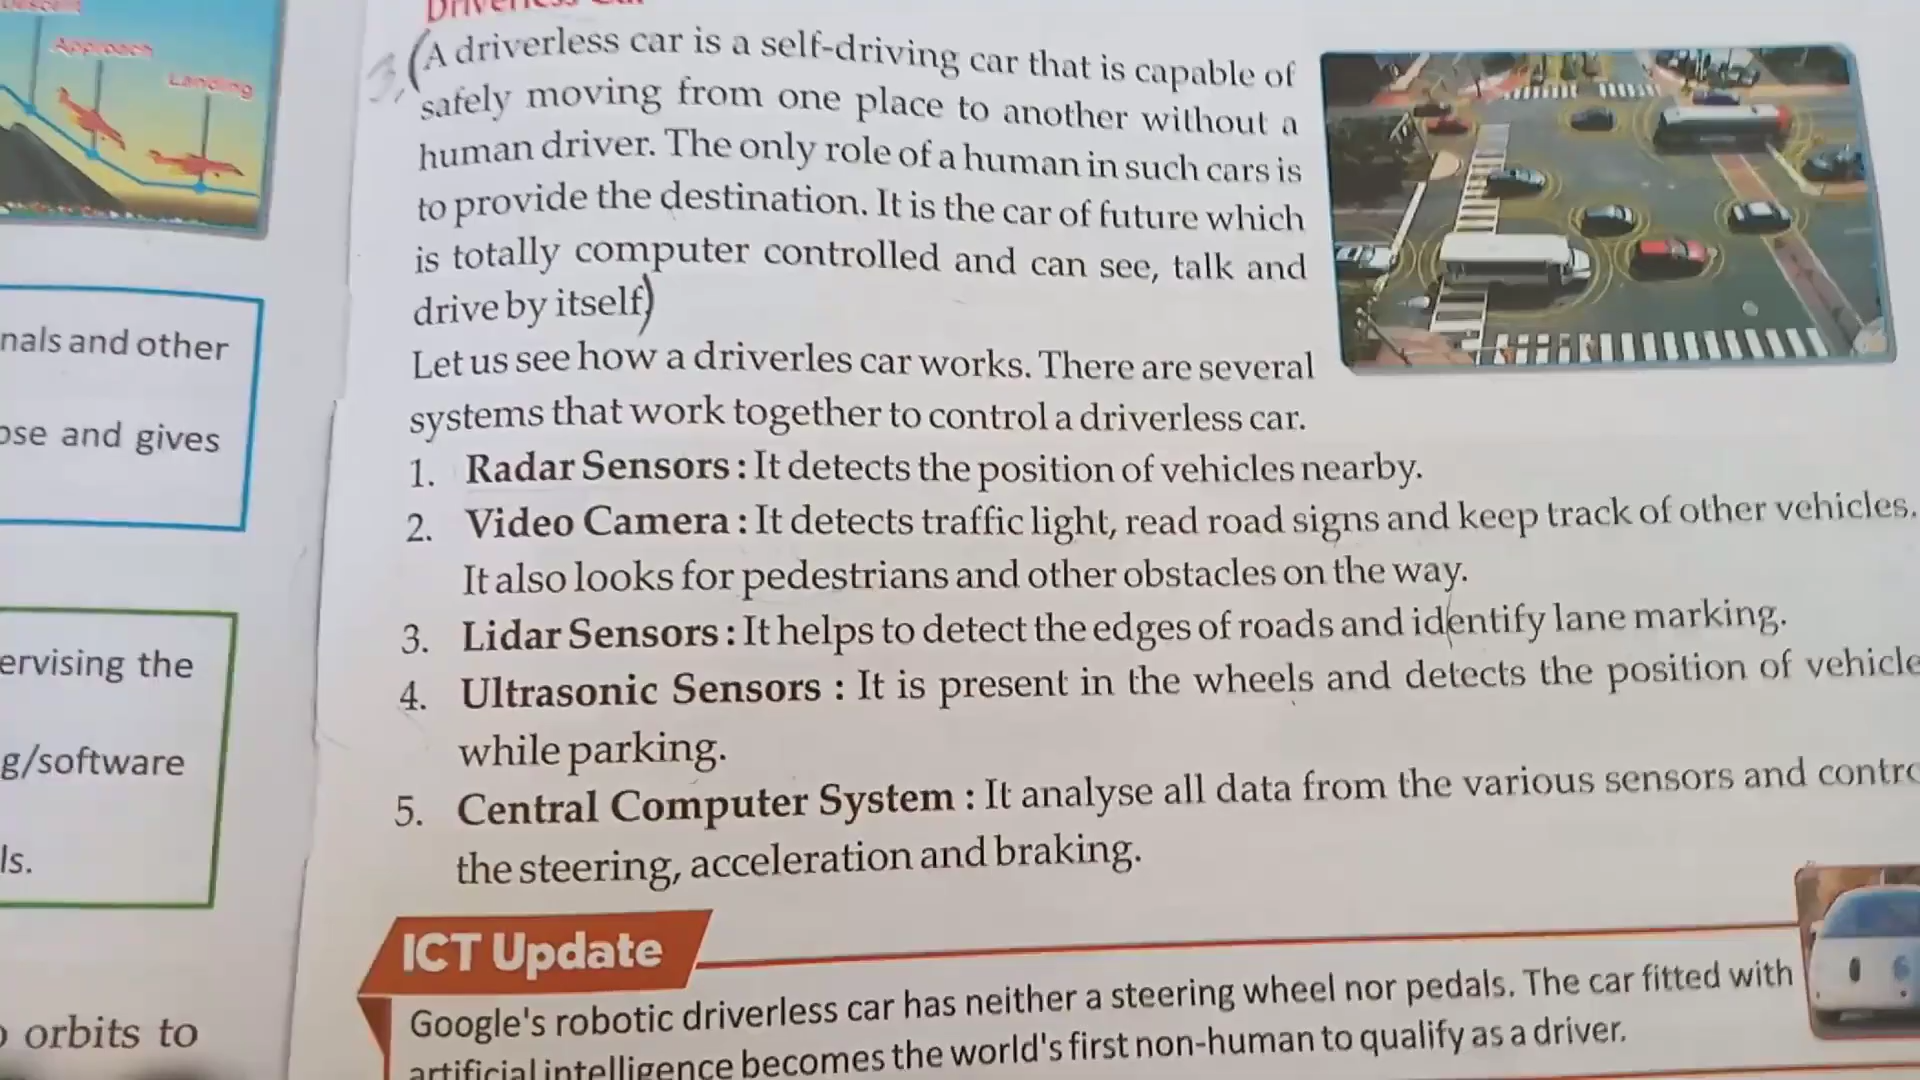 Approach
Landing
nals and other
ose and gives
ervising the
g/software
ls.
orbits to
Driverless Car
3,
(A driverless car is a self-driving car that is capable of
safely moving from one place to another without a
human driver. The only role of a human in such cars is
to provide the destination. It is the car of future which
is totally computer controlled and can see, talk and
drive by itself)
Let us see how a driverles car works. There are several
systems that work together to control a driverless car.
1. Radar Sensors : It detects the position of vehicles nearby.
2. Video Camera : It detects traffic light, read road signs and keep track of other vehicles.
It also looks for pedestrians and other obstacles on the way.
3. Lidar Sensors : It helps to detect the edges of roads and identify lane marking.
4. Ultrasonic Sensors : It is present in the wheels and detects the position of vehicle
while parking.
5. Central Computer System : It analyse all data from the various sensors and contro
the steering, acceleration and braking.
ICT Update
Google's robotic driverless car has neither a steering wheel nor pedals. The car fitted with
artificial intelligence becomes the world's first non-human to qualify as a driver.